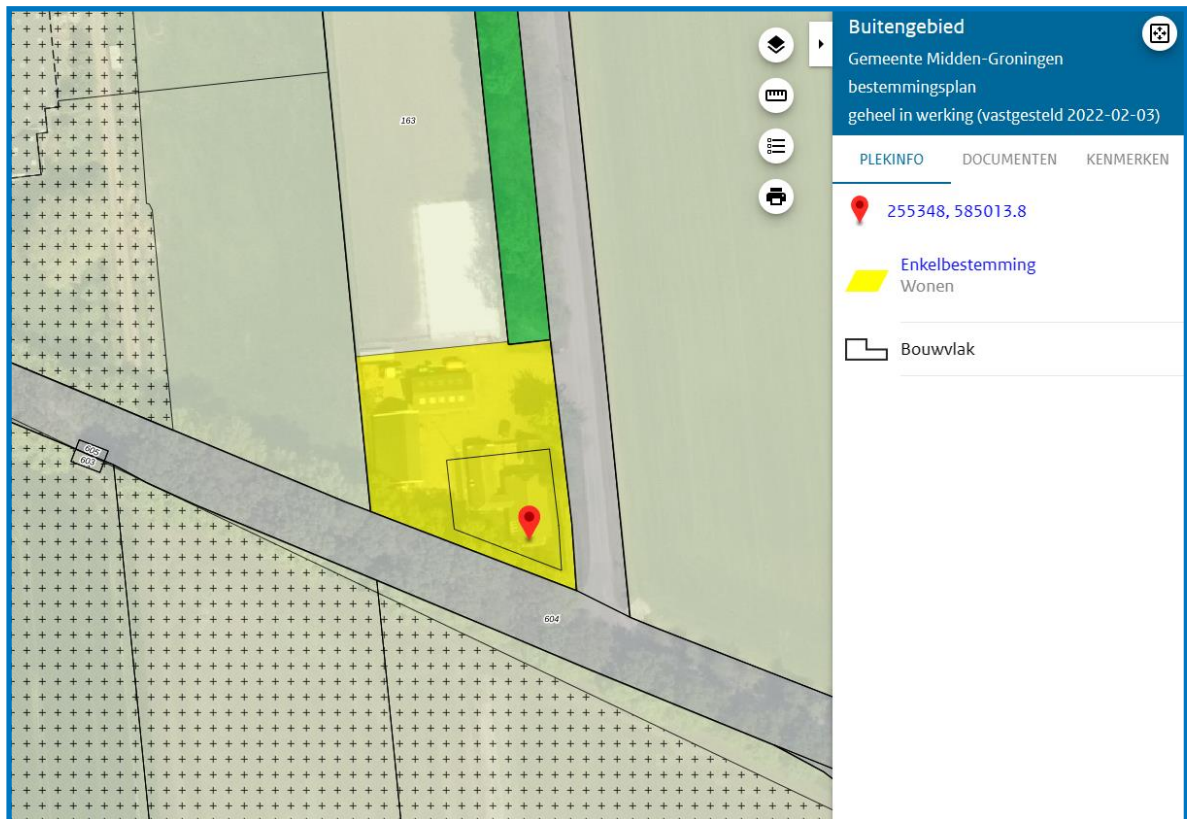 163
605
603
604
Buitengebied
Gemeente Midden-Groningen
bestemmingsplan
geheel in werking (vastgesteld 2022-02-03)
PLEKINFO DOCUMENTEN KENMERKEN
255348, 585013.8
Enkelbestemming
Wonen
Bouwvlak